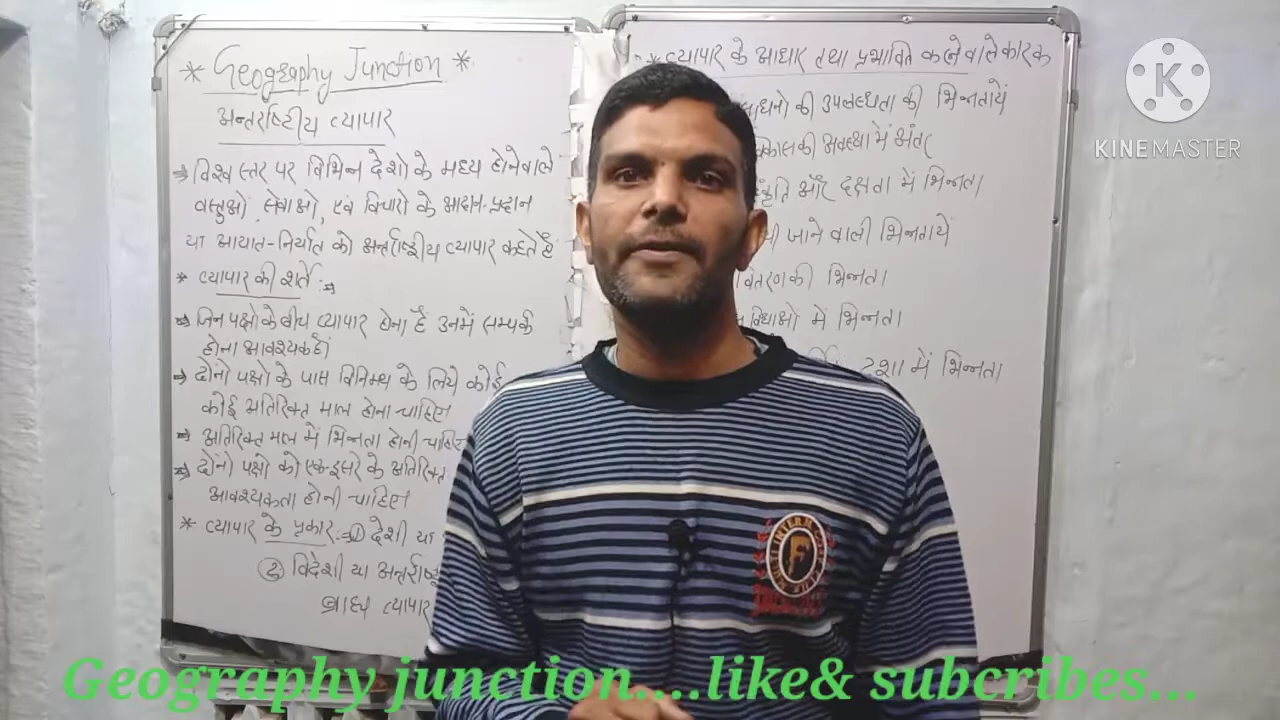 * Geography Junction *
अन्तर्राष्ट्रीय व्यापार
⇒ विश्व स्तर पर विभिन्न देशो के मध्य होनेवाले
वस्तुओं, सेवाओ, एवं विचारो के आदान-प्रदान
या आयात-निर्यात को अन्तर्राष्ट्रीय व्यापार कहते हैं
* व्यापार की शर्ते :⇒
⇒ जिन पक्षो के बीच व्यापार होना है उनमें सम्पर्क
होना आवश्यक है।
⇒ दोनो पक्षो के पास विनिमय के लिये कोई
कोई अतिरिक्त माल होना चाहिए
⇒ अतिरिक्त माल में भिन्नता होनी चाहिए
⇒ दोनो पक्षो को एक-दूसरे के अतिरिक्त
आवश्यकता होनी चाहिए
* व्यापार के प्रकार :⇒ ① देशी या
② विदेशी या
व्यापार
* व्यापार के आधार तथा प्रभावित करने वाले कारक
की उपलब्धता की भिन्नतायें
की अवस्था में अंतर
और दक्षता में भिन्नता
जाने वाली भिन्नतायें
वितरण की भिन्नता
में भिन्नता
दशा में भिन्नता
K
KINEMASTER
INTER M
Geography junction....like& subcribes...